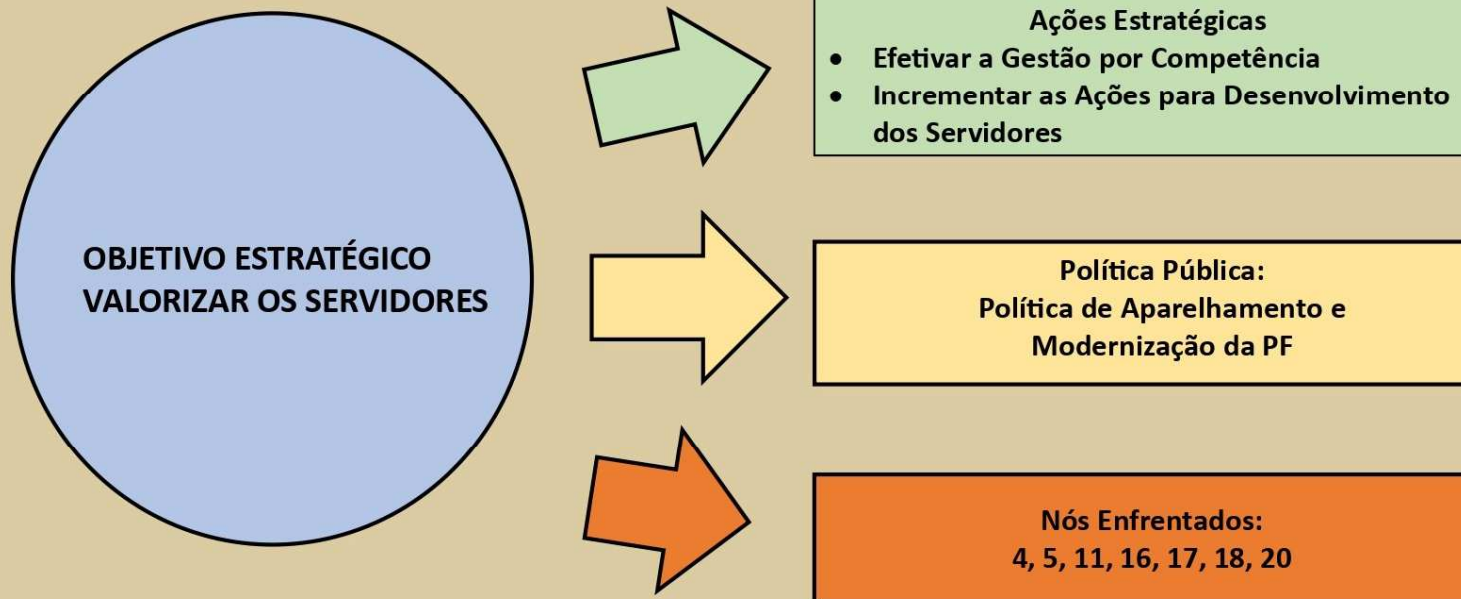 OBJETIVO ESTRATÉGICO
VALORIZAR OS SERVIDORES
Ações Estratégicas
• Efetivar a Gestão por Competência
• Incrementar as Ações para Desenvolvimento
dos Servidores
Política Pública:
Política de Aparelhamento e
Modernização da PF
Nós Enfrentados:
4, 5, 11, 16, 17, 18, 20